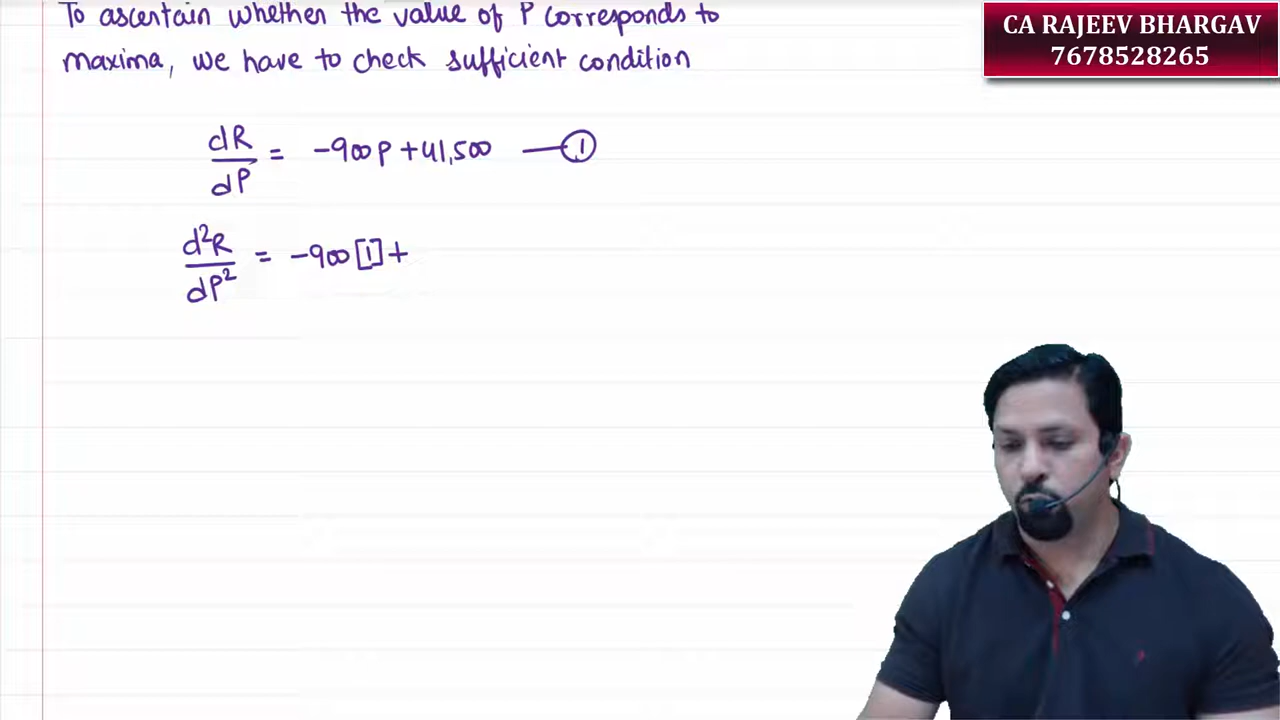 To ascertain whether the value of P corresponds to
maxima, we have to check sufficient condition
dR/dP = -900P + 41,500 —①
d²R/dP² = -900[1] +
CA RAJEEV BHARGAV
7678528265